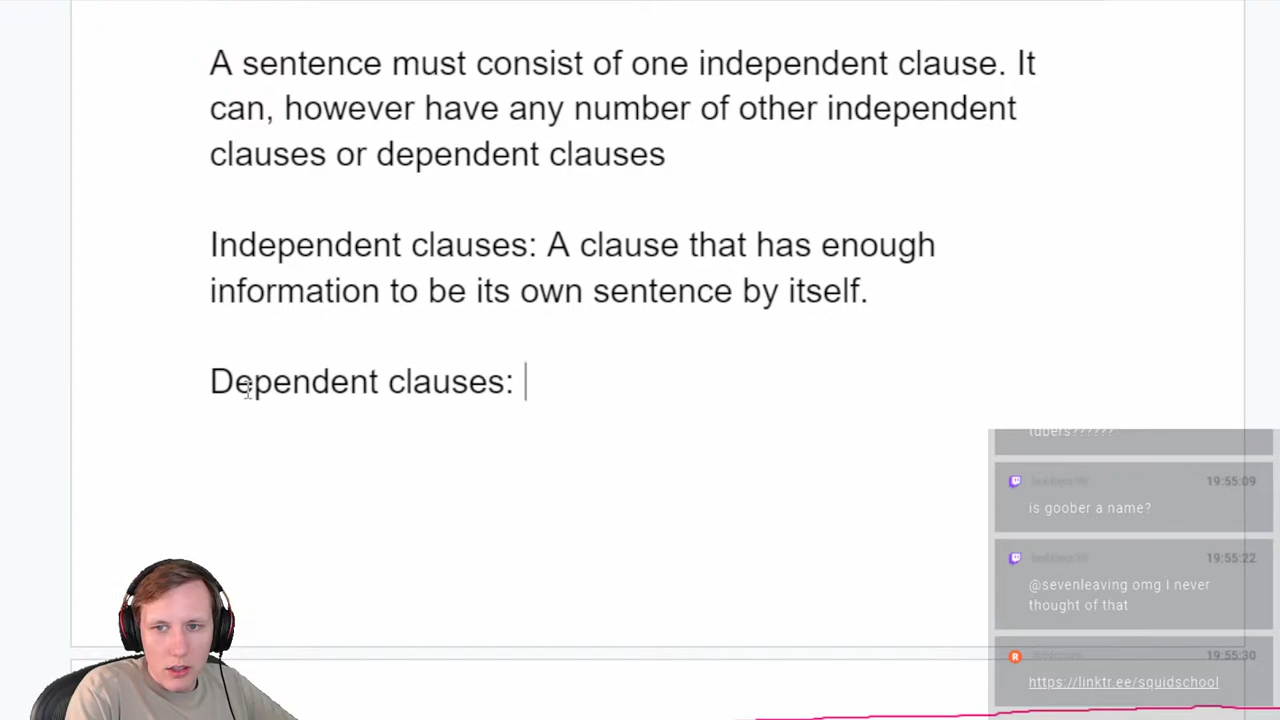 A sentence must consist of one independent clause. It
can, however have any number of other independent
clauses or dependent clauses
Independent clauses: A clause that has enough
information to be its own sentence by itself.
Dependent clauses:
tubers??????
19:55:09
is goober a name?
19:55:22
@sevenleaving omg I never
thought of that
19:55:30
https://linktr.ee/squidschool